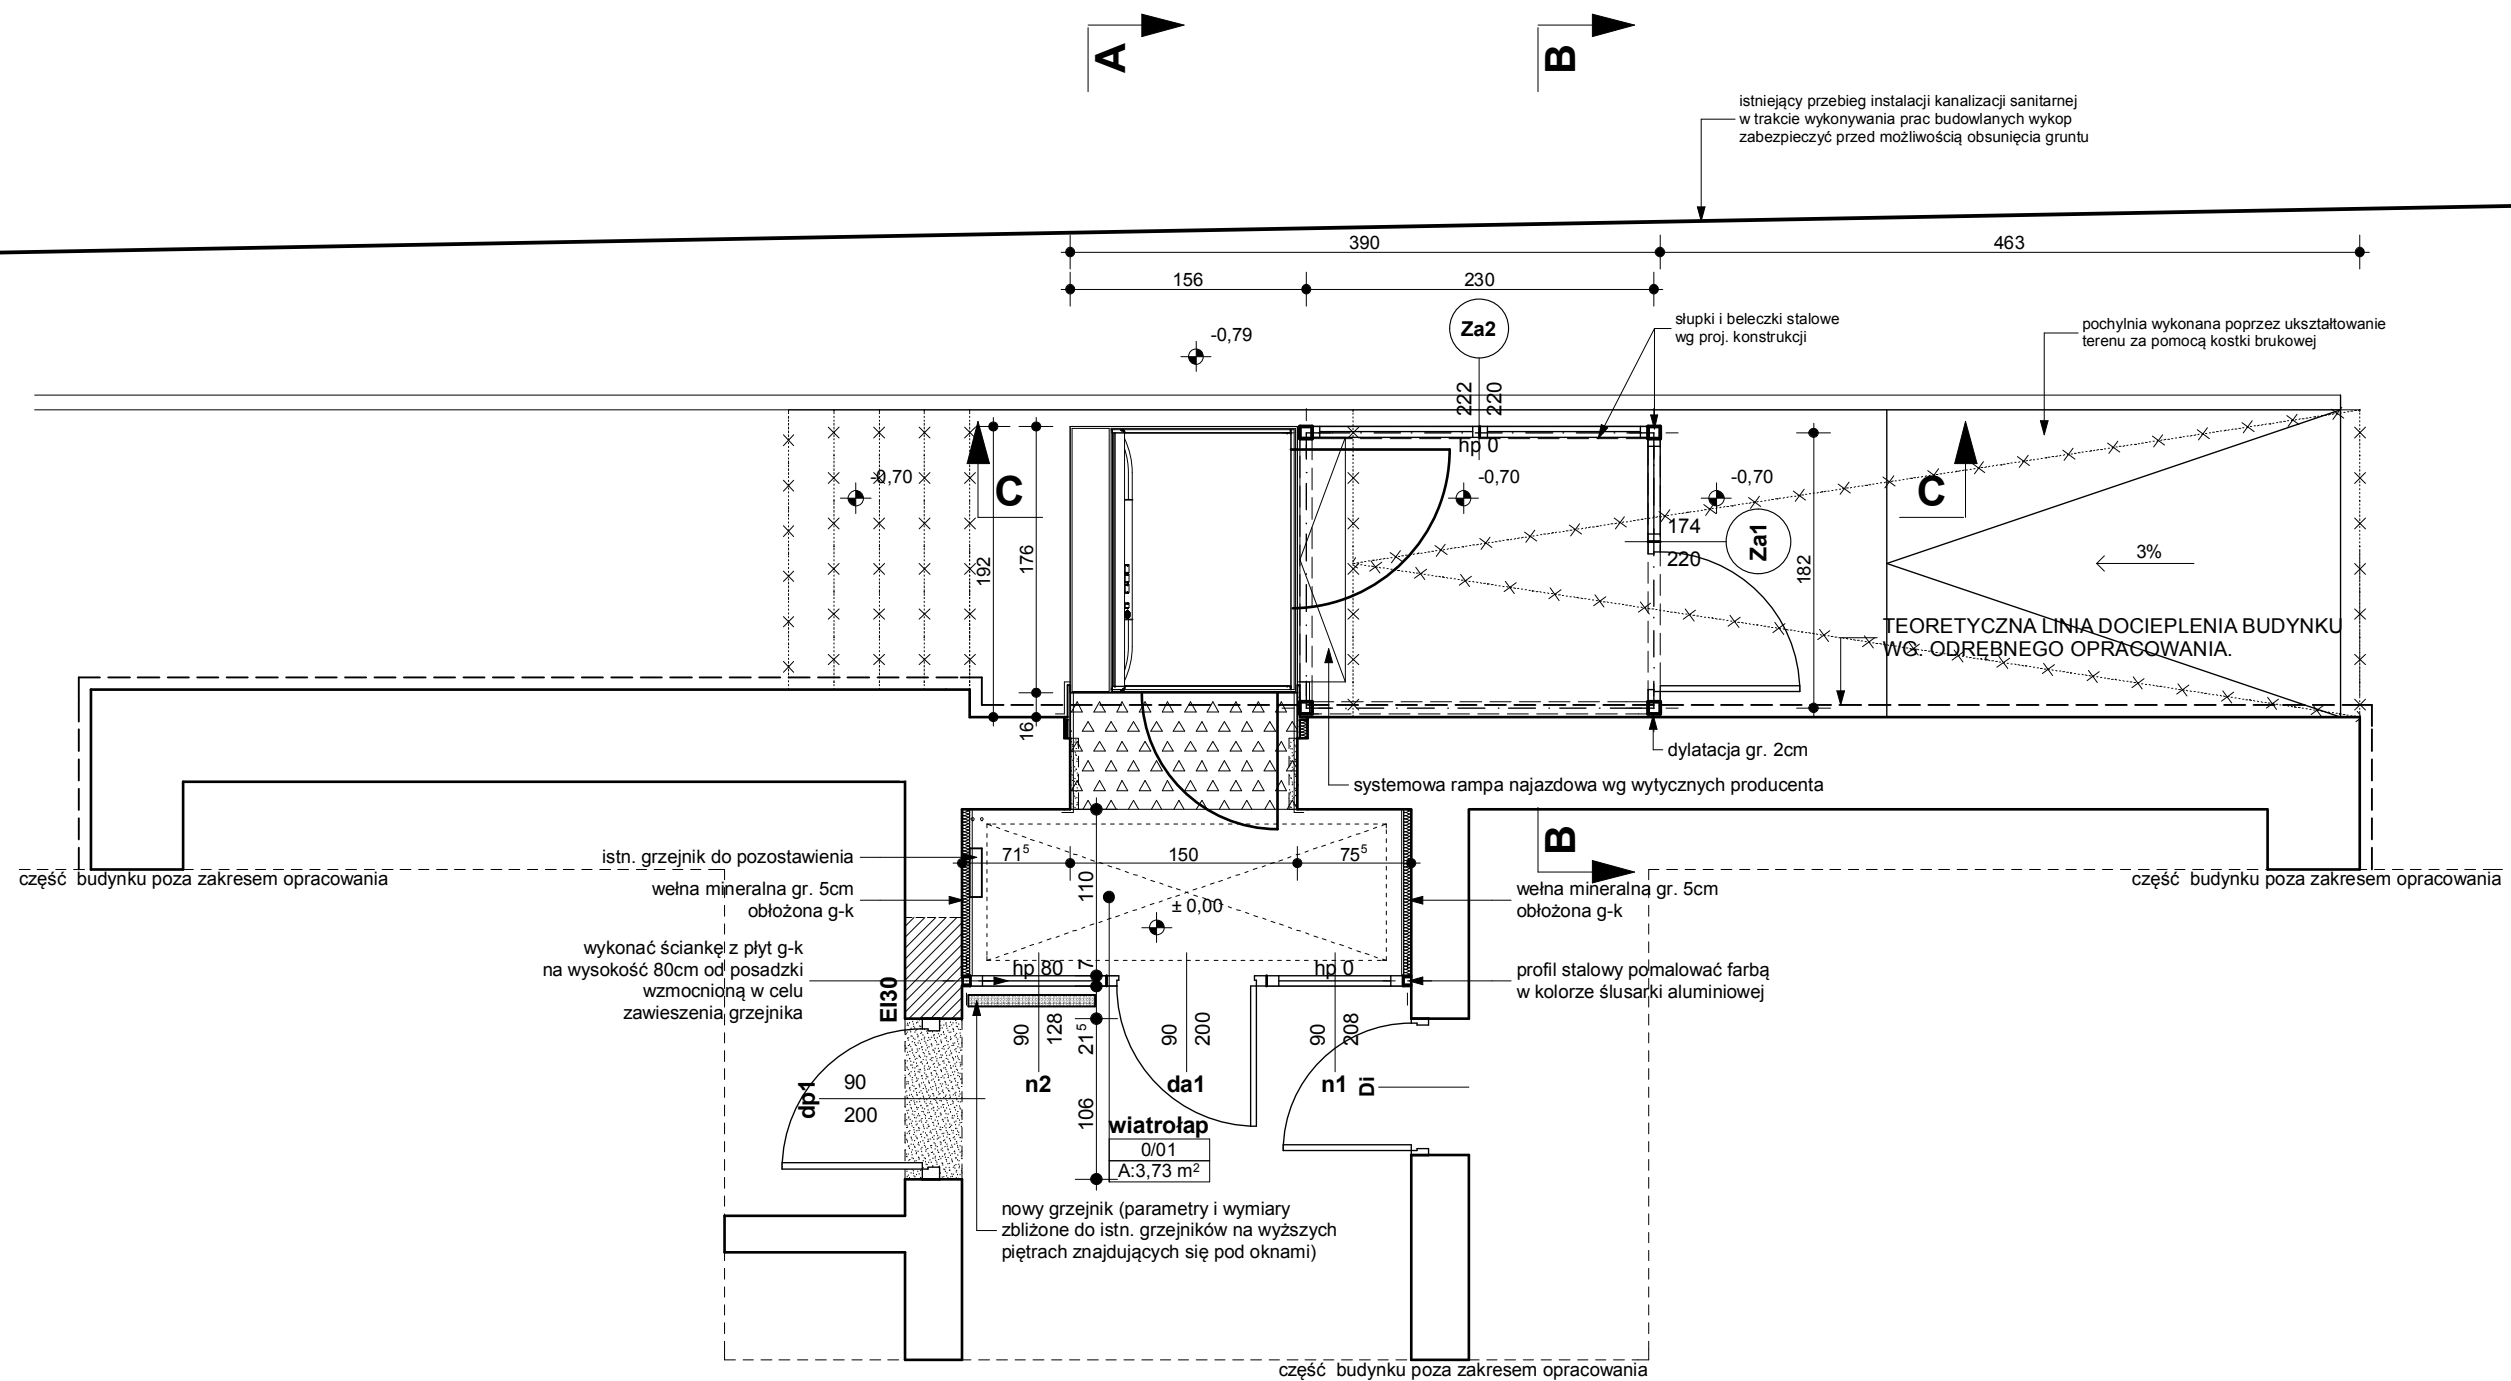 A
B
istniejący przebieg instalacji kanalizacji sanitarnej
w trakcie wykonywania prac budowlanych wykop
zabezpieczyć przed możliwością obsunięcia gruntu
390
463
156
230
-0,79
Za2
słupki i beleczki stalowe
wg proj. konstrukcji
pochylnia wykonana poprzez ukształtowanie
terenu za pomocą kostki brukowej
222
220
hp 0
-0,70
C
-0,70
-0,70
C
174
220
Za1
192
176
182
3%
TEORETYCZNA LINIA DOCIEPLENIA BUDYNKU
WG. ODRĘBNEGO OPRACOWANIA.
16
dylatacja gr. 2cm
systemowa rampa najazdowa wg wytycznych producenta
B
istn. grzejnik do pozostawienia
71⁵
150
75⁵
część budynku poza zakresem opracowania
część budynku poza zakresem opracowania
wełna mineralna gr. 5cm
obłożona g-k
110
± 0,00
wełna mineralna gr. 5cm
obłożona g-k
wykonać ściankę z płyt g-k
na wysokość 80cm od posadzki
wzmocnioną w celu
zawieszenia grzejnika
hp 80
7
hp 0
profil stalowy pomalować farbą
w kolorze ślusarki aluminiowej
EI30
90
128
21⁵
90
200
90
208
n2
da1
n1
Di
dp1
90
200
106
wiatrołap
0/01
A:3,73 m²
nowy grzejnik (parametry i wymiary
zbliżone do istn. grzejników na wyższych
piętrach znajdujących się pod oknami)
część budynku poza zakresem opracowania